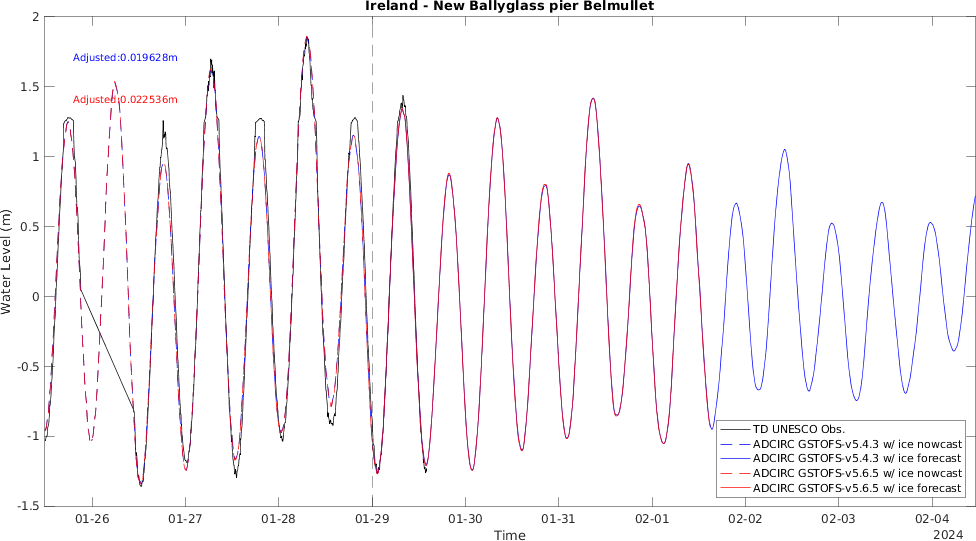 Ireland - New Ballyglass pier Belmullet
2
1.5
1
0.5
0
-0.5
-1
-1.5
Water Level (m)
Adjusted:0.019628m
Adjusted:0.022536m
TD UNESCO Obs.
ADCIRC GSTOFS-v5.4.3 w/ ice nowcast
ADCIRC GSTOFS-v5.4.3 w/ ice forecast
ADCIRC GSTOFS-v5.6.5 w/ ice nowcast
ADCIRC GSTOFS-v5.6.5 w/ ice forecast
01-26 01-27 01-28 01-29 01-30 01-31 02-01 02-02 02-03 02-04
Time
2024